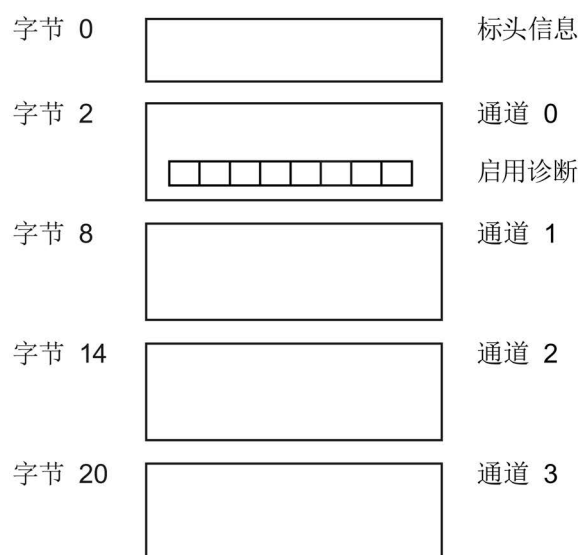 字节 0 标头信息
字节 2 通道 0
启用诊断
字节 8 通道 1
字节 14 通道 2
字节 20 通道 3